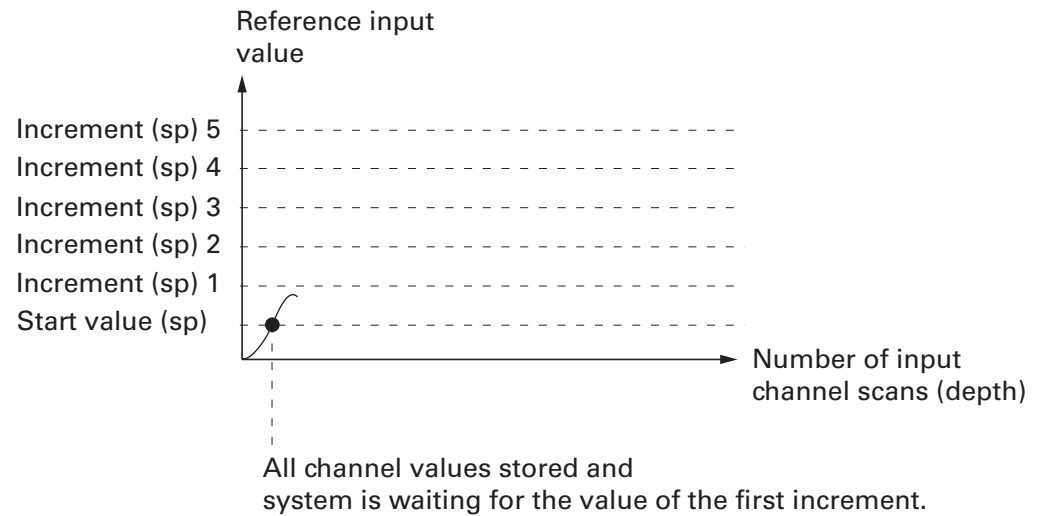 Reference input
value
Increment (sp) 5
Increment (sp) 4
Increment (sp) 3
Increment (sp) 2
Increment (sp) 1
Start value (sp)
Number of input
channel scans (depth)
All channel values stored and
system is waiting for the value of the first increment.